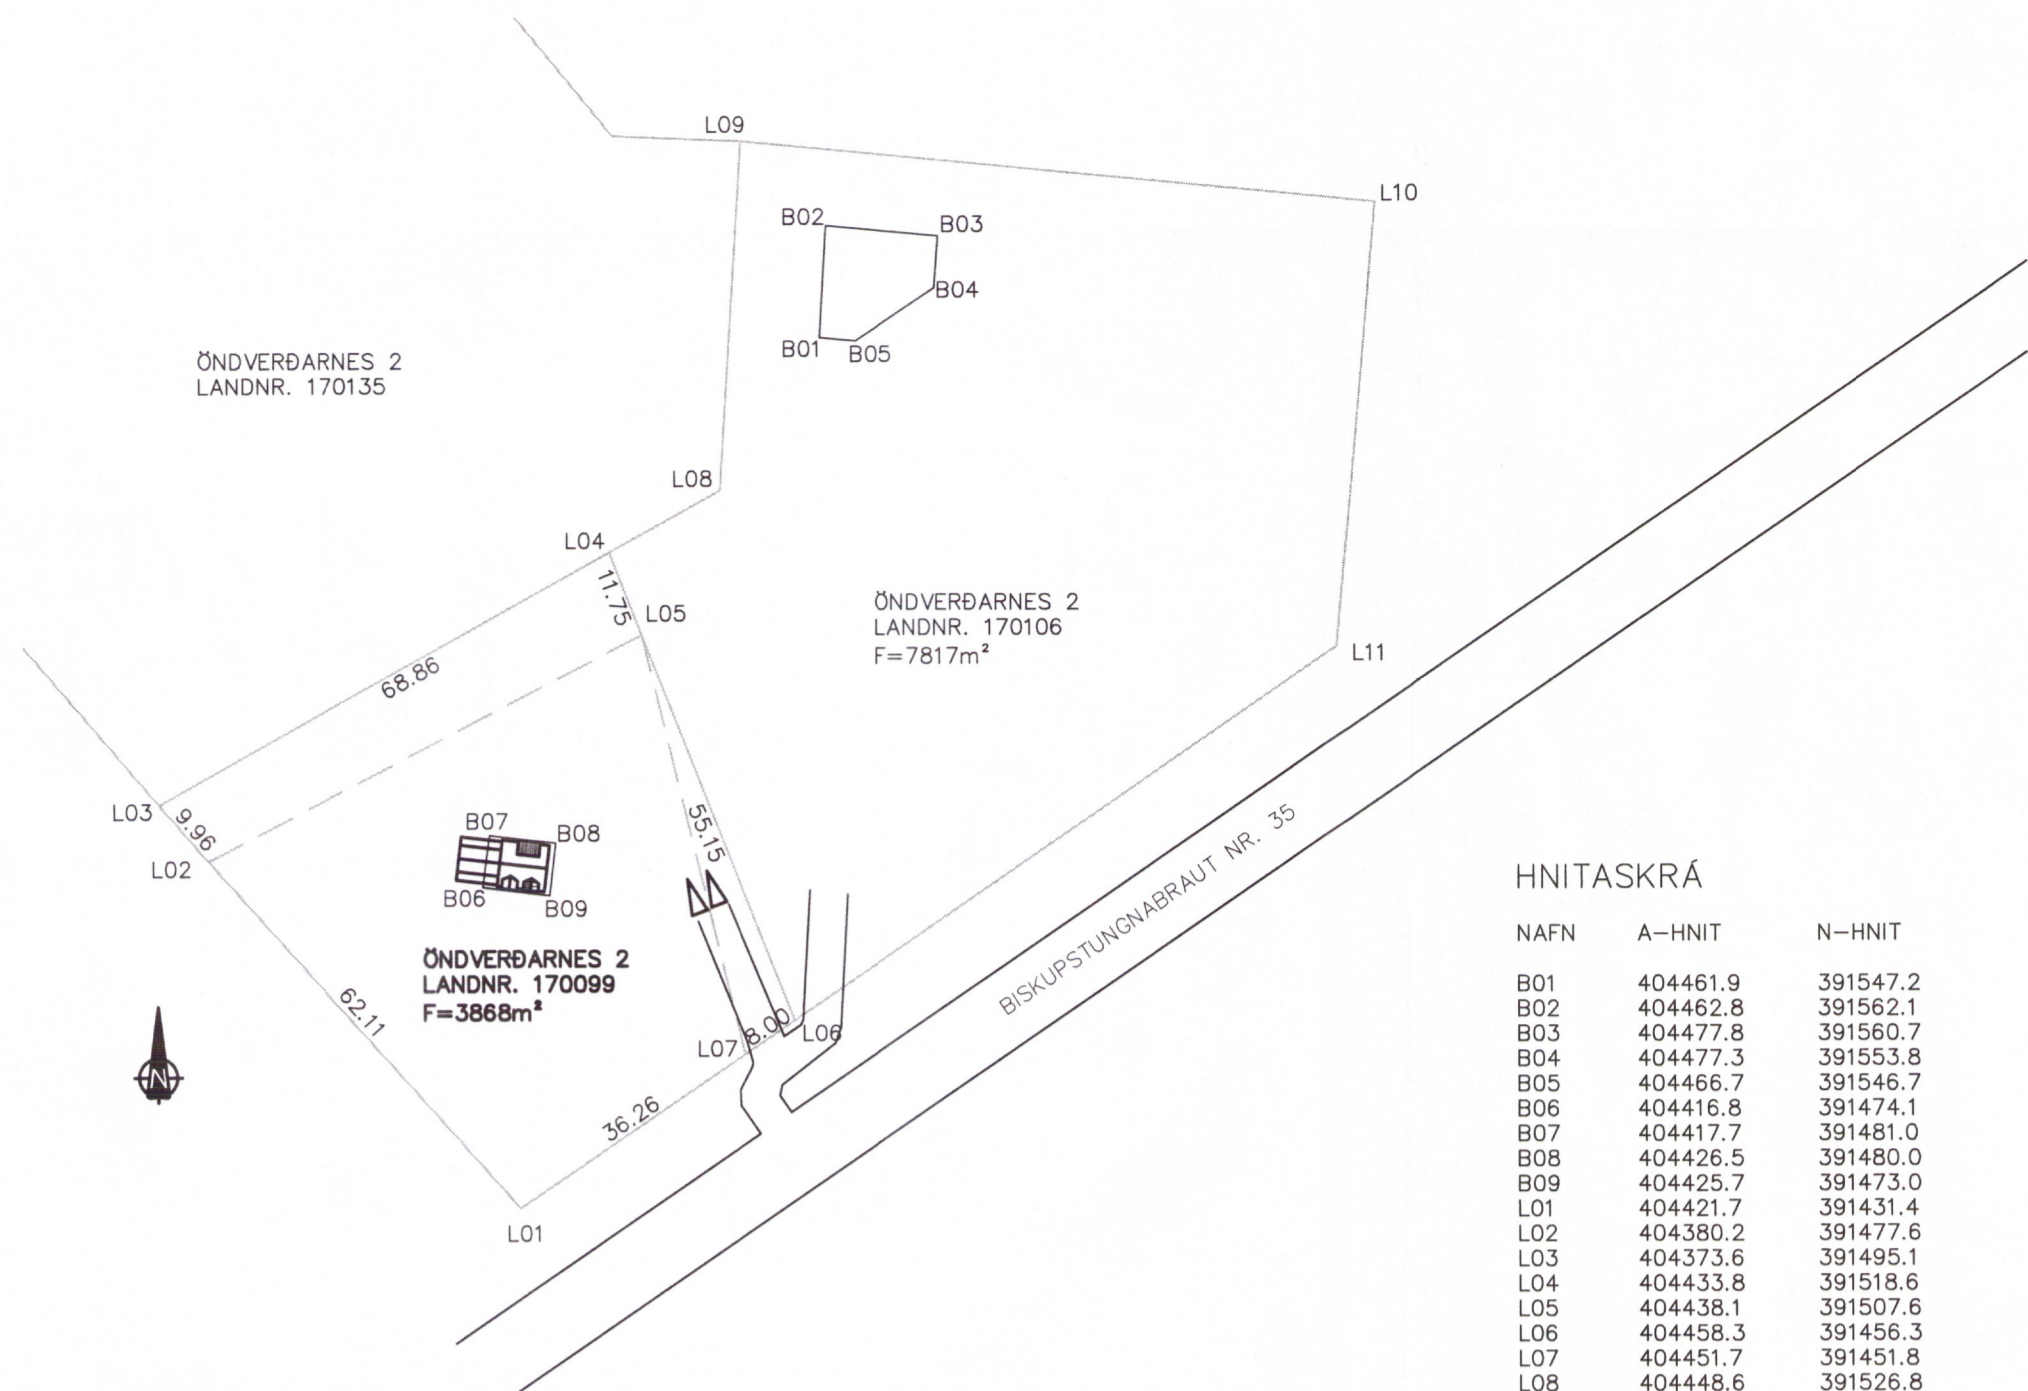 L09
L10
B02
B03
B04
B01
B05
ÖNDVERÐARNES 2
LANDNR. 170135
L08
L04
11.75
L05
ÖNDVERÐARNES 2
LANDNR. 170106
F=7817m²
L11
68.86
L03
9.96
L02
B07
B08
B06
B09
55.15
BISKUPSTUNGNABRAUT NR. 35
ÖNDVERÐARNES 2
LANDNR. 170099
F=3868m²
62.11
N
L07
8.00
L06
36.26
L01
HNITASKRÁ
NAFN A-HNIT N-HNIT
B01 404461.9 391547.2
B02 404462.8 391562.1
B03 404477.8 391560.7
B04 404477.3 391553.8
B05 404466.7 391546.7
B06 404416.8 391474.1
B07 404417.7 391481.0
B08 404426.5 391480.0
B09 404425.7 391473.0
L01 404421.7 391431.4
L02 404380.2 391477.6
L03 404373.6 391495.1
L04 404433.8 391518.6
L05 404438.1 391507.6
L06 404458.3 391456.3
L07 404451.7 391451.8
L08 404448.6 391526.8